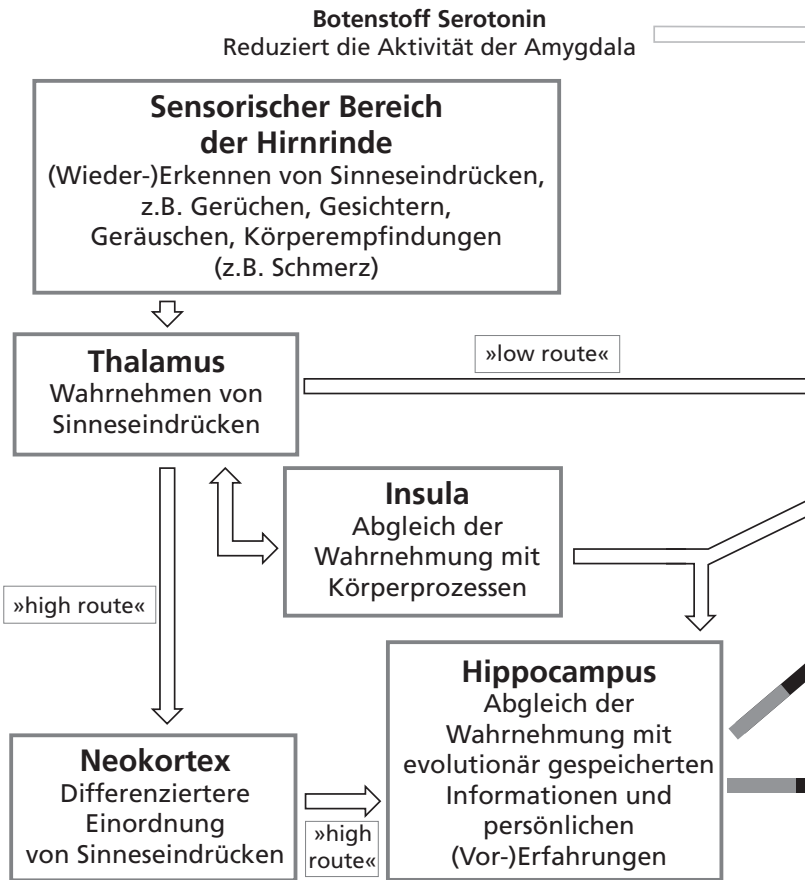 Botenstoff Serotonin
Reduziert die Aktivität der Amygdala
Sensorischer Bereich
der Hirnrinde
(Wieder-)Erkennen von Sinneseindrücken,
z.B. Gerüchen, Gesichtern,
Geräuschen, Körperempfindungen
(z.B. Schmerz)
Thalamus
Wahrnehmen von
Sinneseindrücken
»low route«
Insula
Abgleich der
Wahrnehmung mit
Körperprozessen
»high route«
Hippocampus
Abgleich der
Wahrnehmung mit
evolutionär gespeicherten
Informationen und
persönlichen
(Vor-)Erfahrungen
Neokortex
Differenziertere
Einordnung
von Sinneseindrücken
»high
route«